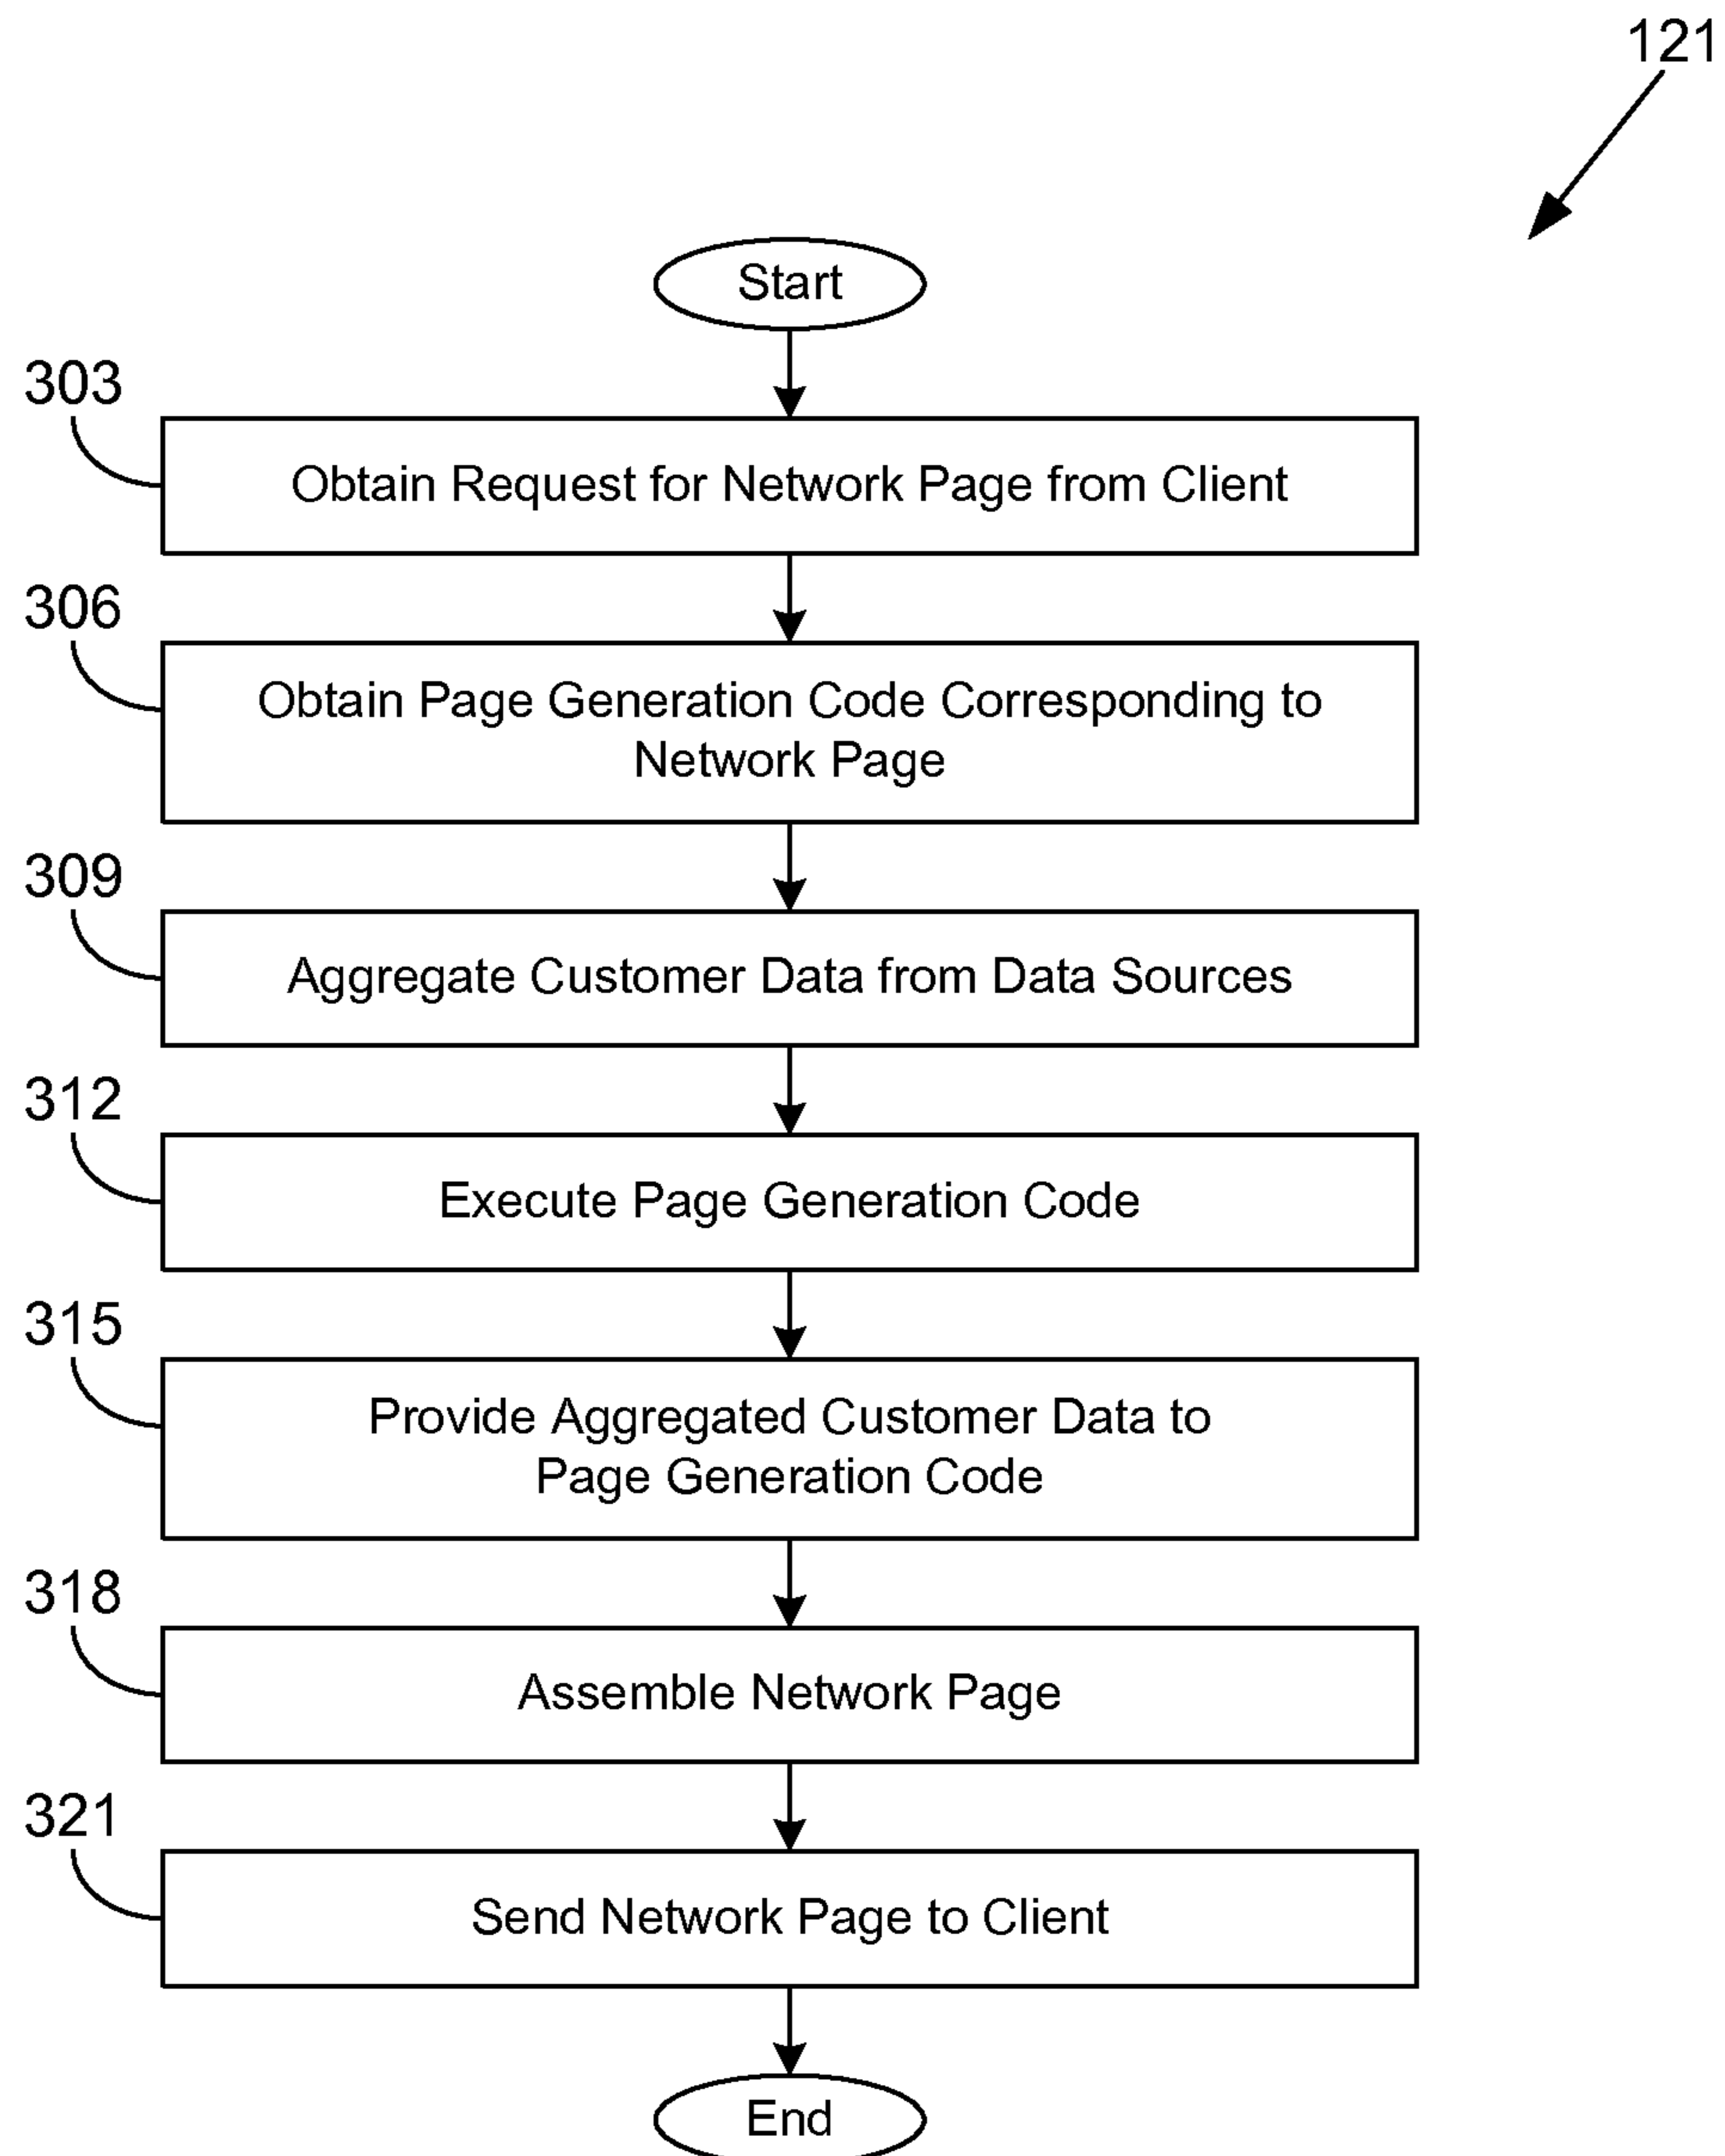 121
Start
303
Obtain Request for Network Page from Client
306
Obtain Page Generation Code Corresponding to
Network Page
309
Aggregate Customer Data from Data Sources
312
Execute Page Generation Code
315
Provide Aggregated Customer Data to
Page Generation Code
318
Assemble Network Page
321
Send Network Page to Client
End